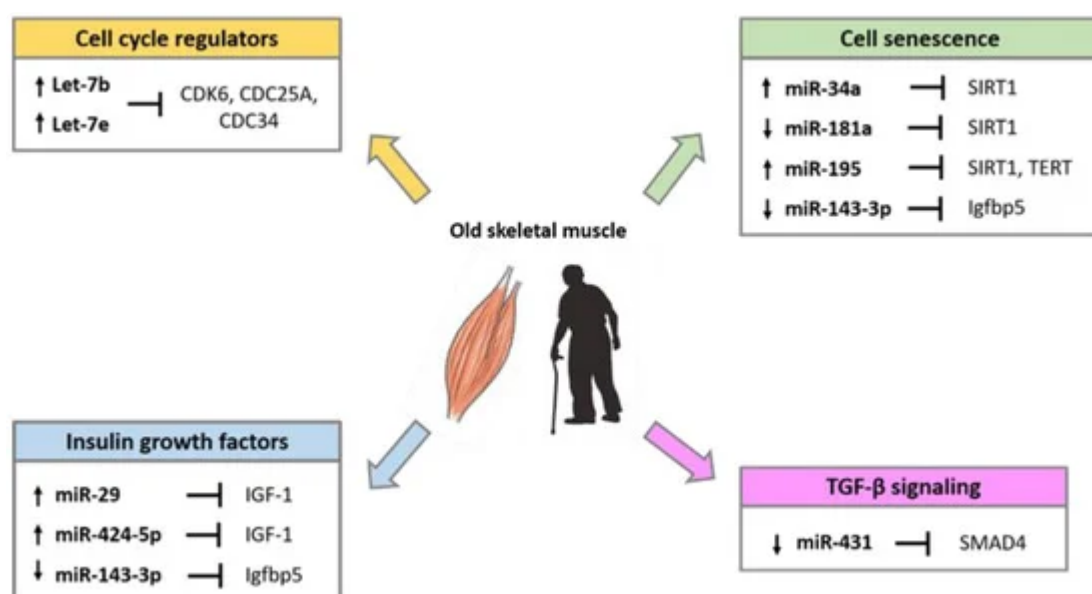 Cell cycle regulators
↑ Let-7b
↑ Let-7e
CDK6, CDC25A,
CDC34
Cell senescence
↑ miR-34a SIRT1
↓ miR-181a SIRT1
↑ miR-195 SIRT1, TERT
↓ miR-143-3p Igfbp5
Old skeletal muscle
Insulin growth factors
↑ miR-29 IGF-1
↑ miR-424-5p IGF-1
↓ miR-143-3p Igfbp5
TGF-β signaling
↓ miR-431 SMAD4